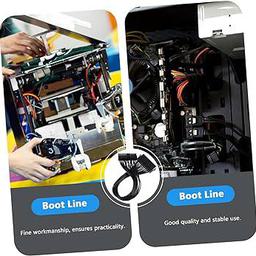 Boot Line
Fine workmanship, ensures practicality.
Boot Line
Good quality and stable use.